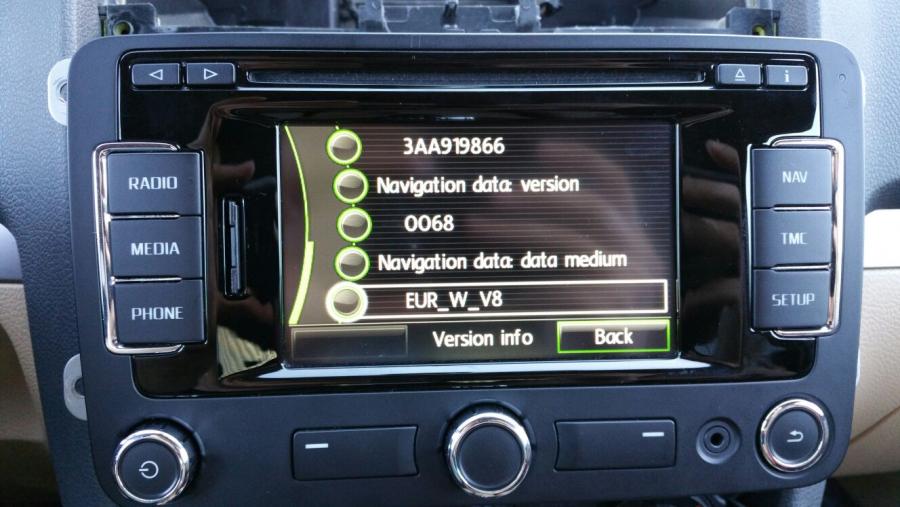 3AA919866
Navigation data: version
0068
Navigation data: data medium
EUR_W_V8
Version info
Back
RADIO
MEDIA
PHONE
NAV
TMC
SETUP
i